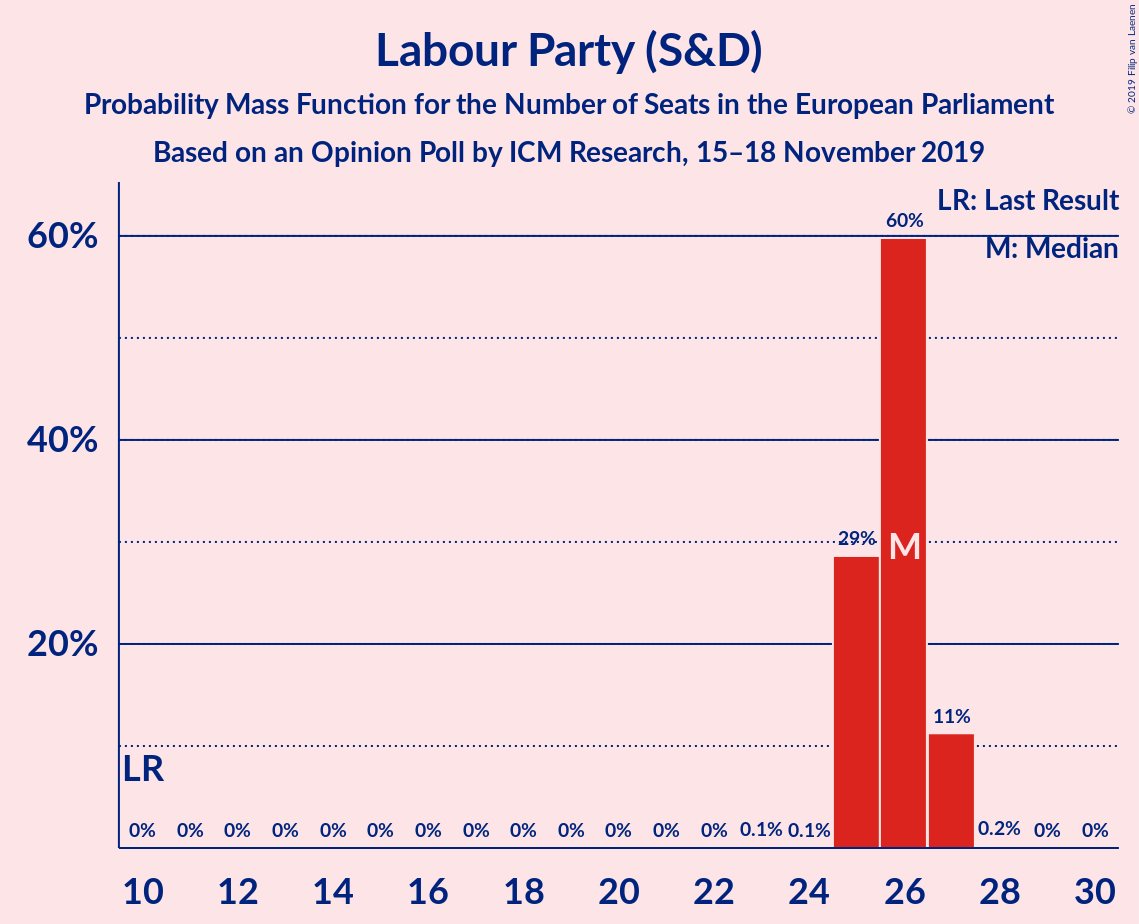 © 2019 Filip van Laenen
Labour Party (S&D)
Probability Mass Function for the Number of Seats in the European Parliament
Based on an Opinion Poll by ICM Research, 15–18 November 2019
LR: Last Result
M: Median
60%
40%
20%
60%
29%
M
11%
LR
0% 0% 0% 0% 0% 0% 0% 0% 0% 0% 0% 0% 0% 0.1% 0.1% 0.2% 0% 0%
10 12 14 16 18 20 22 24 26 28 30